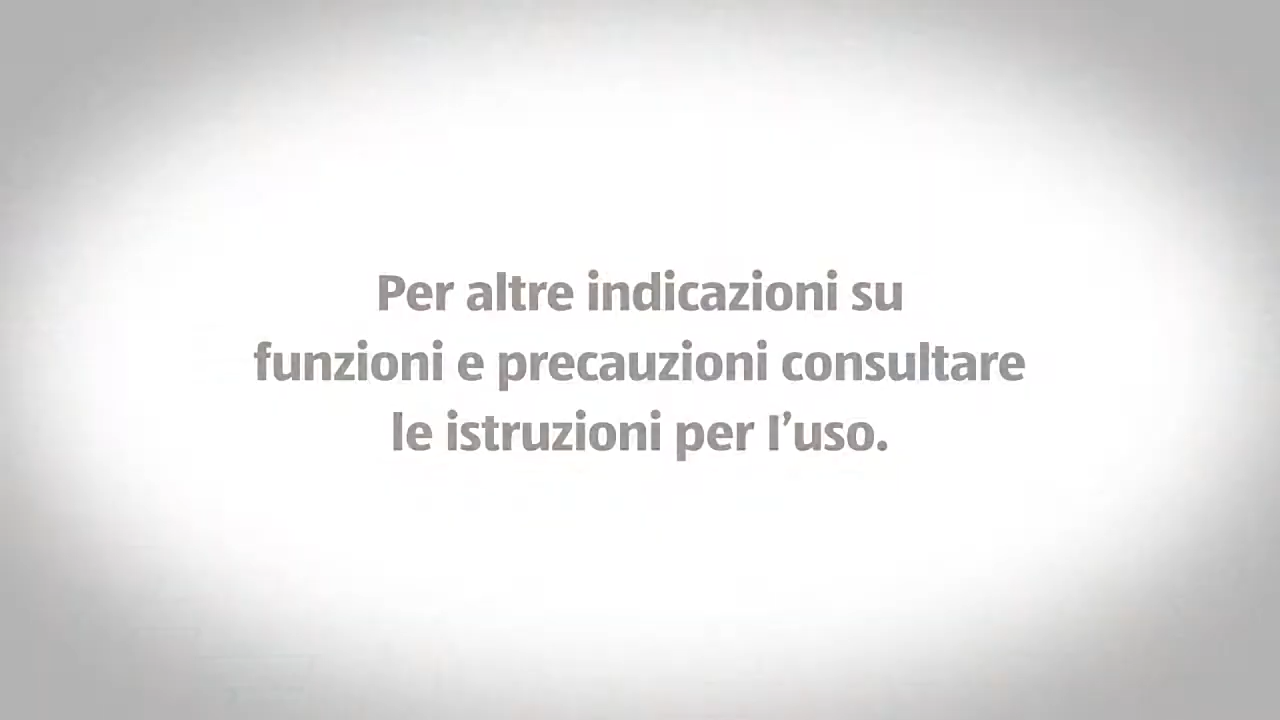 Per altre indicazioni su
funzioni e precauzioni consultare
le istruzioni per l’uso.